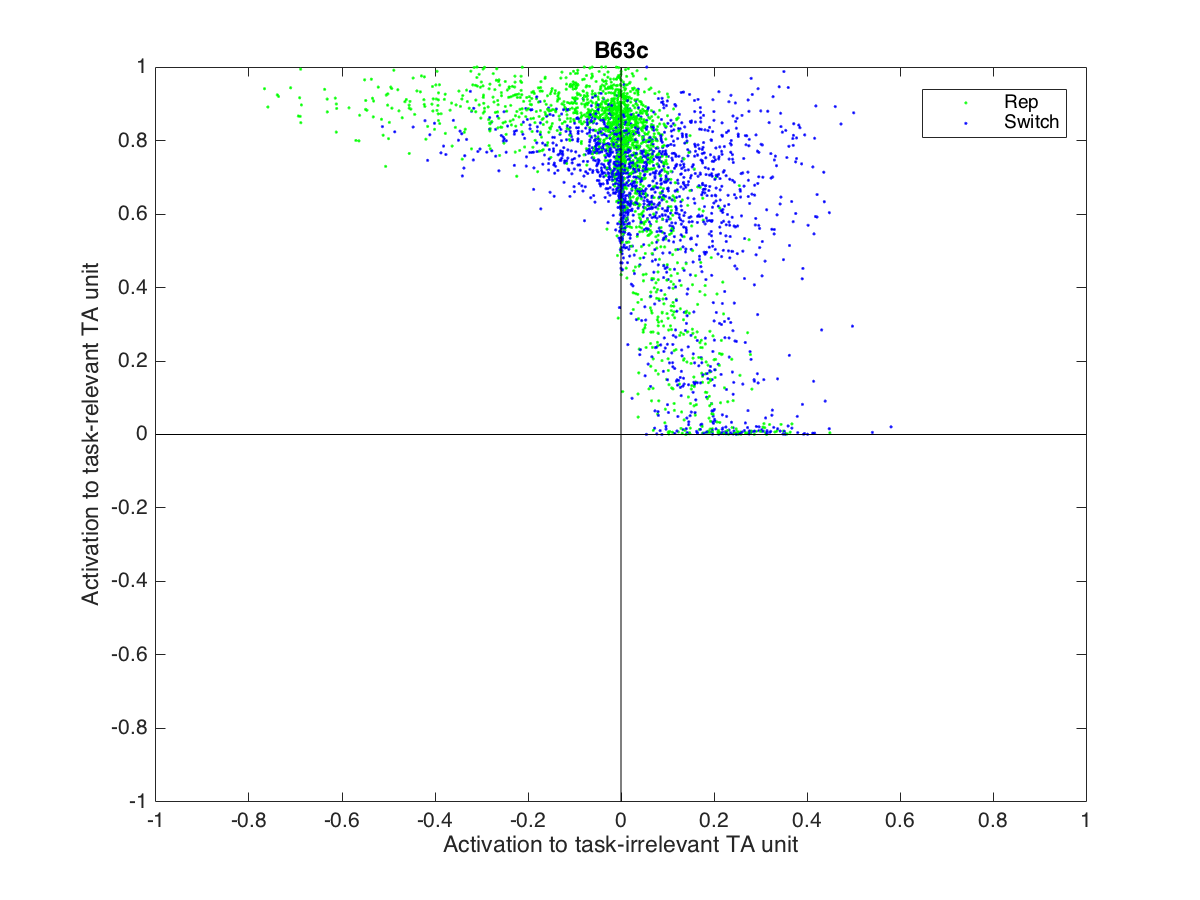 B63c
Rep
Switch
Activation to task-relevant TA unit
1
0.8
0.6
0.4
0.2
0
-0.2
-0.4
-0.6
-0.8
-1
-1 -0.8 -0.6 -0.4 -0.2 0 0.2 0.4 0.6 0.8 1
Activation to task-irrelevant TA unit